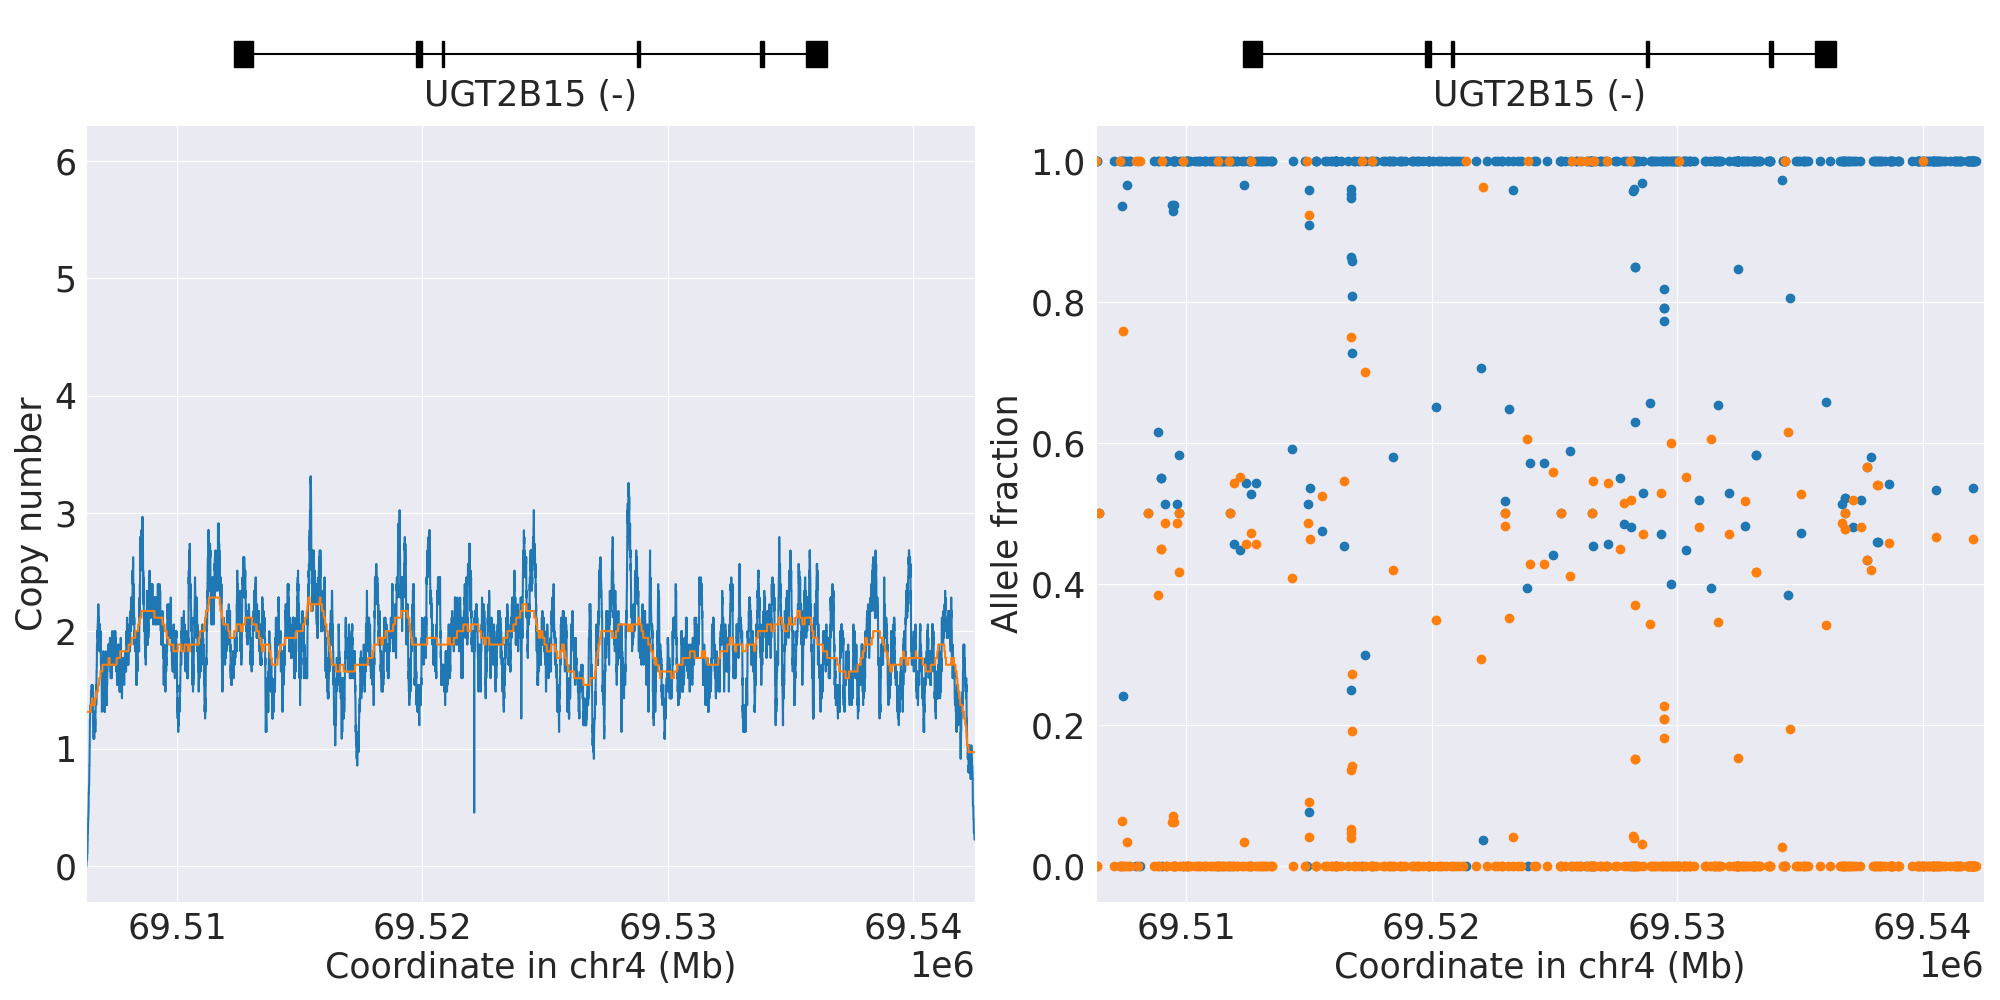 UGT2B15 (-)
6
5
4
3
2
1
0
Copy number
69.51 69.52 69.53 69.54
Coordinate in chr4 (Mb) 1e6
UGT2B15 (-)
1.0
0.8
0.6
0.4
0.2
0.0
Allele fraction
69.51 69.52 69.53 69.54
Coordinate in chr4 (Mb) 1e6